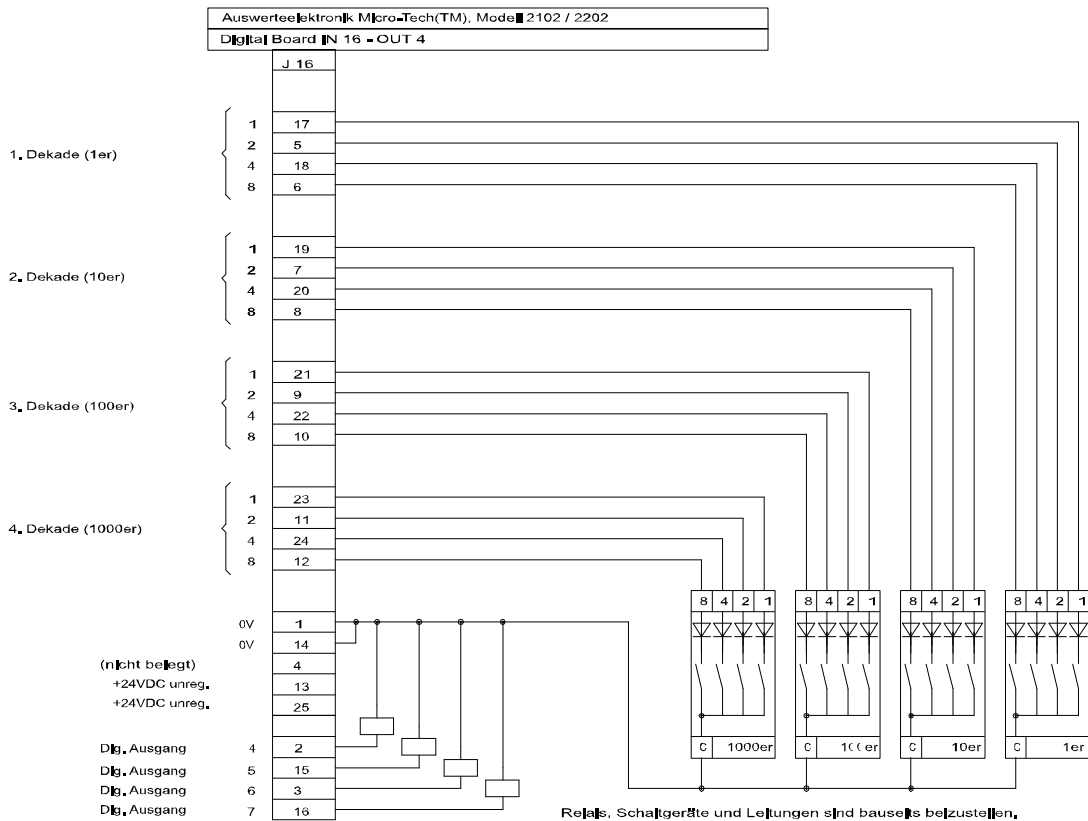 Auswerteelektronik Micro-Tech(TM), Modell 2102 / 2202
Digital Board IN 16 - OUT 4
J 16
1. Dekade (1er)
1 17
2 5
4 18
8 6
2. Dekade (10er)
1 19
2 7
4 20
8 8
3. Dekade (100er)
1 21
2 9
4 22
8 10
4. Dekade (1000er)
1 23
2 11
4 24
8 12
8 4 2 1 8 4 2 1 8 4 2 1 8 4 2 1
0V 1
0V 14
(nicht belegt) 4
+24VDC unreg. 13
+24VDC unreg. 25
C 1000er C 100er C 10er C 1er
Dig. Ausgang 4 2
Dig. Ausgang 5 15
Dig. Ausgang 6 3
Dig. Ausgang 7 16
Relais, Schaltgeräte und Leitungen sind bauseits beizustellen.